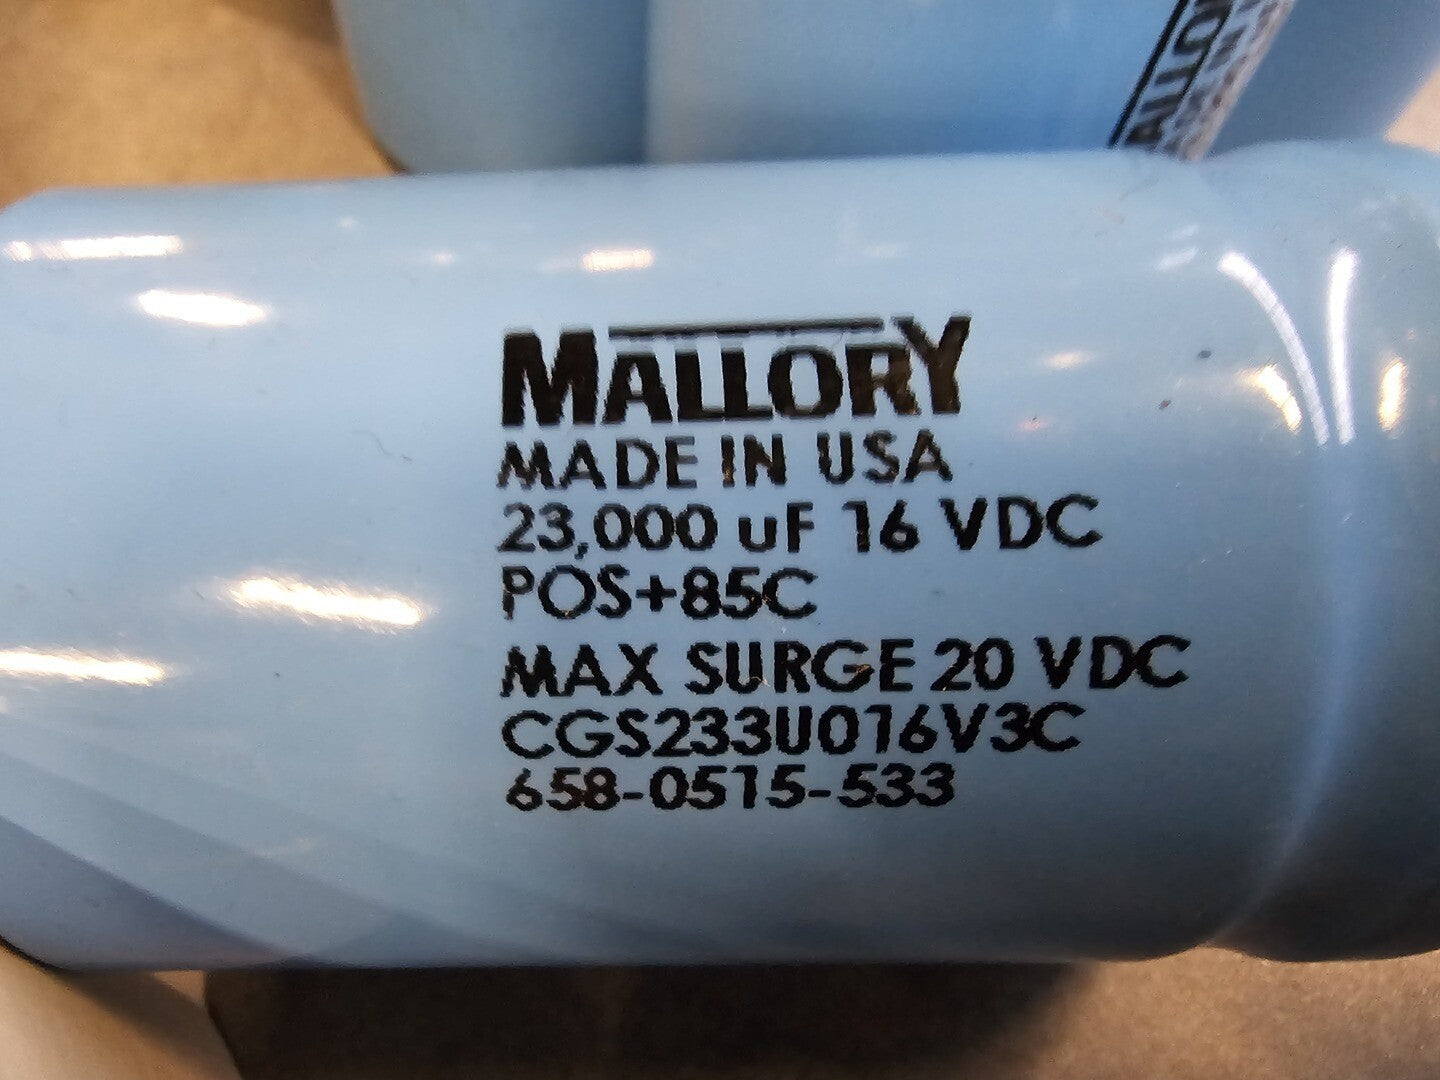 MALLORY
MADE IN USA
23,000 uF 16 VDC
POS+85C
MAX SURGE 20 VDC
CGS233U016V3C
658-0515-533